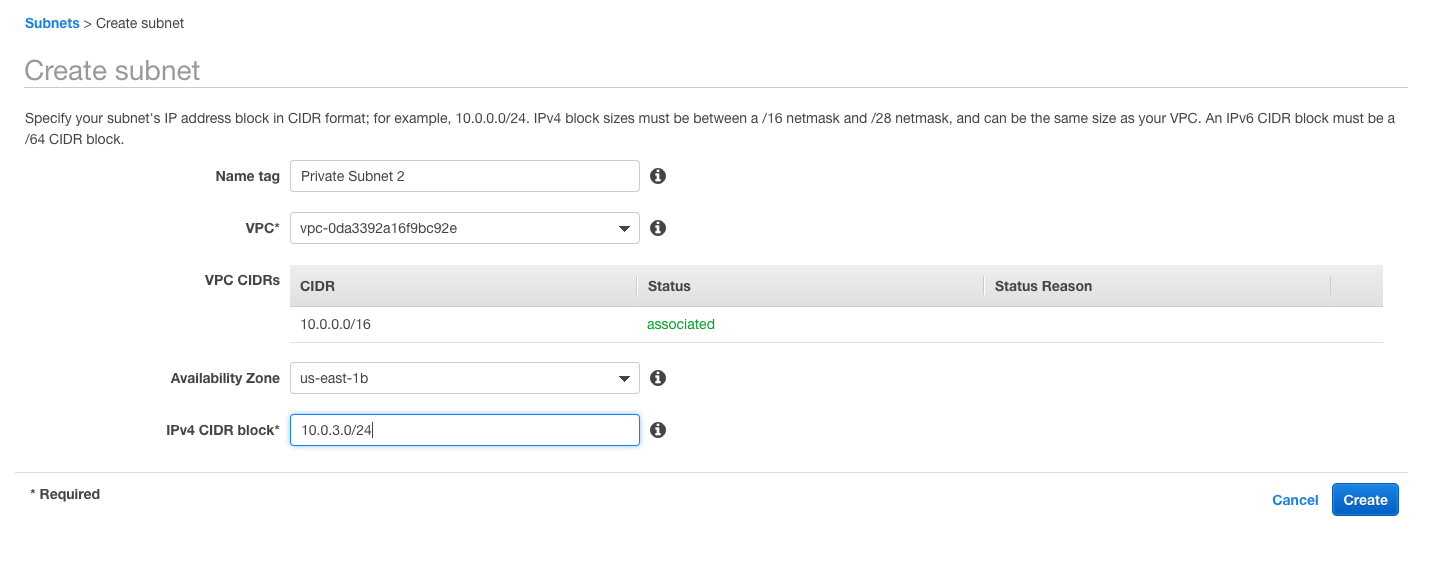 Subnets > Create subnet
Create subnet
Specify your subnet's IP address block in CIDR format; for example, 10.0.0.0/24. IPv4 block sizes must be between a /16 netmask and /28 netmask, and can be the same size as your VPC. An IPv6 CIDR block must be a
/64 CIDR block.
Name tag Private Subnet 2
VPC* vpc-0da3392a16f9bc92e
VPC CIDRs CIDR Status Status Reason
10.0.0.0/16 associated
Availability Zone us-east-1b
IPv4 CIDR block* 10.0.3.0/24
* Required
Cancel Create